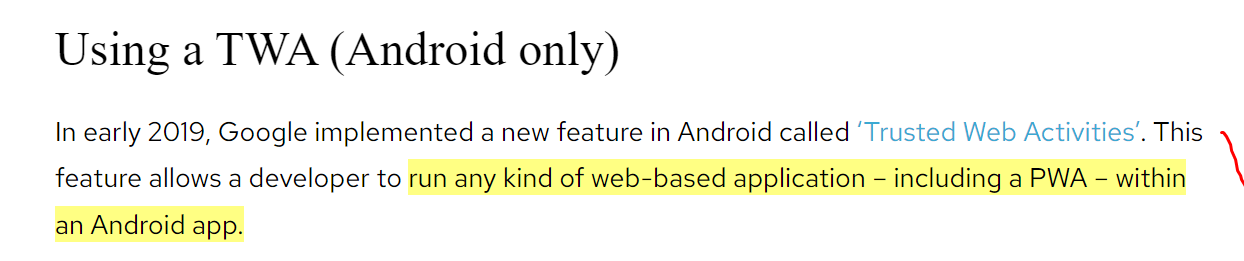 Using a TWA (Android only)
In early 2019, Google implemented a new feature in Android called ‘Trusted Web Activities’. This
feature allows a developer to run any kind of web-based application – including a PWA – within
an Android app.